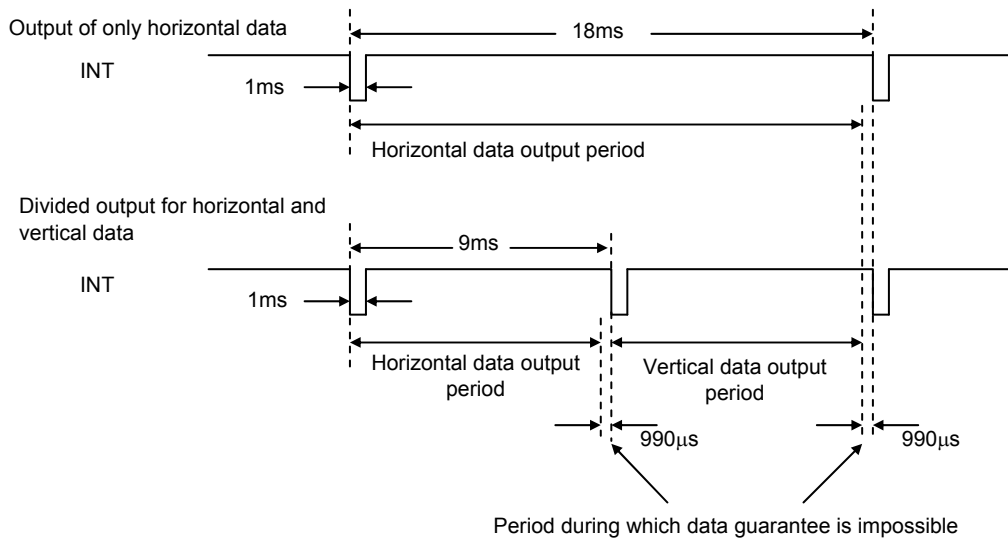 Output of only horizontal data
18ms
INT
1ms
Horizontal data output period
Divided output for horizontal and
vertical data
9ms
INT
1ms
Horizontal data output
period
Vertical data output
period
990μs
990μs
Period during which data guarantee is impossible